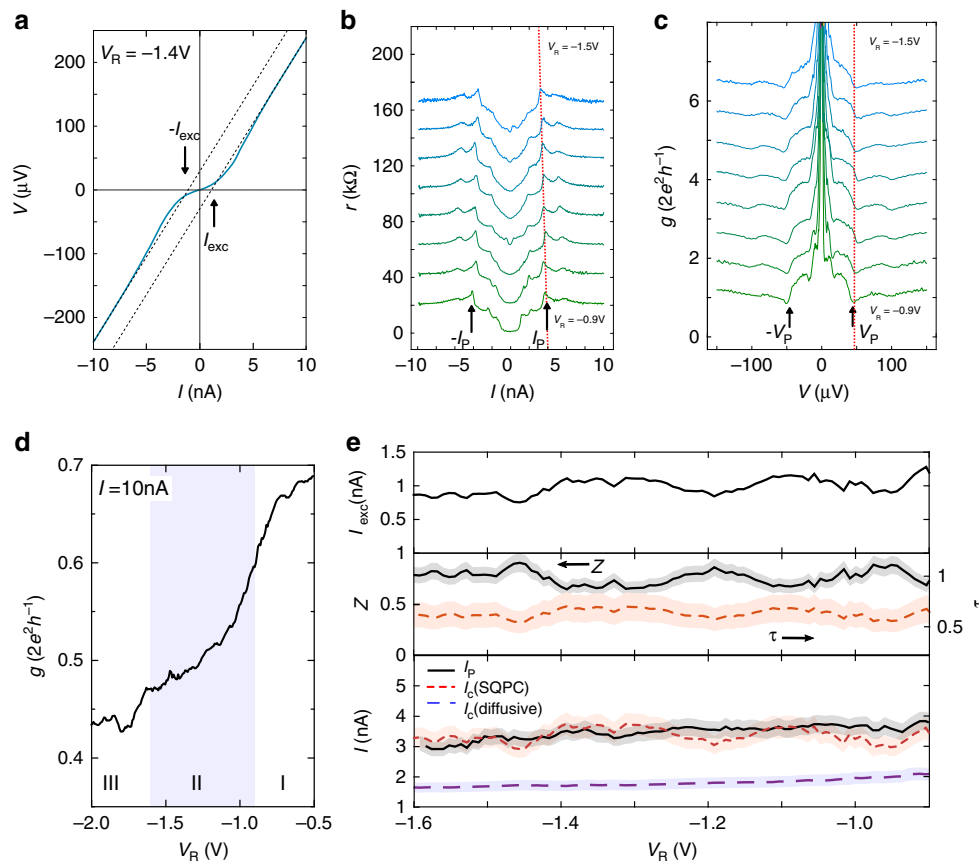 a
V_R = −1.4V
200
100
0
−100
−200
V (μV)
-I_exc
I_exc
−10
−5
0
5
10
I (nA)
b
200
160
120
80
40
0
r (kΩ)
V_R = −1.5V
V_R = −0.9V
-I_P
I_P
−10
−5
0
5
10
I (nA)
c
6
4
2
0
g (2e²h⁻¹)
V_R = −1.5V
V_R = −0.9V
-V_P
V_P
−100
0
100
V (μV)
d
I = 10nA
0.7
0.6
0.5
0.4
g (2e²h⁻¹)
III
II
I
−2.0
−1.5
−1.0
−0.5
V_R (V)
e
1.5
1
0.5
I_exc(nA)
1
0.5
0
Z
Z
τ
1
0.5
I_P
I_c(SQPC)
I_c(diffusive)
5
4
3
2
1
I (nA)
−1.6
−1.4
−1.2
−1.0
V_R (V)